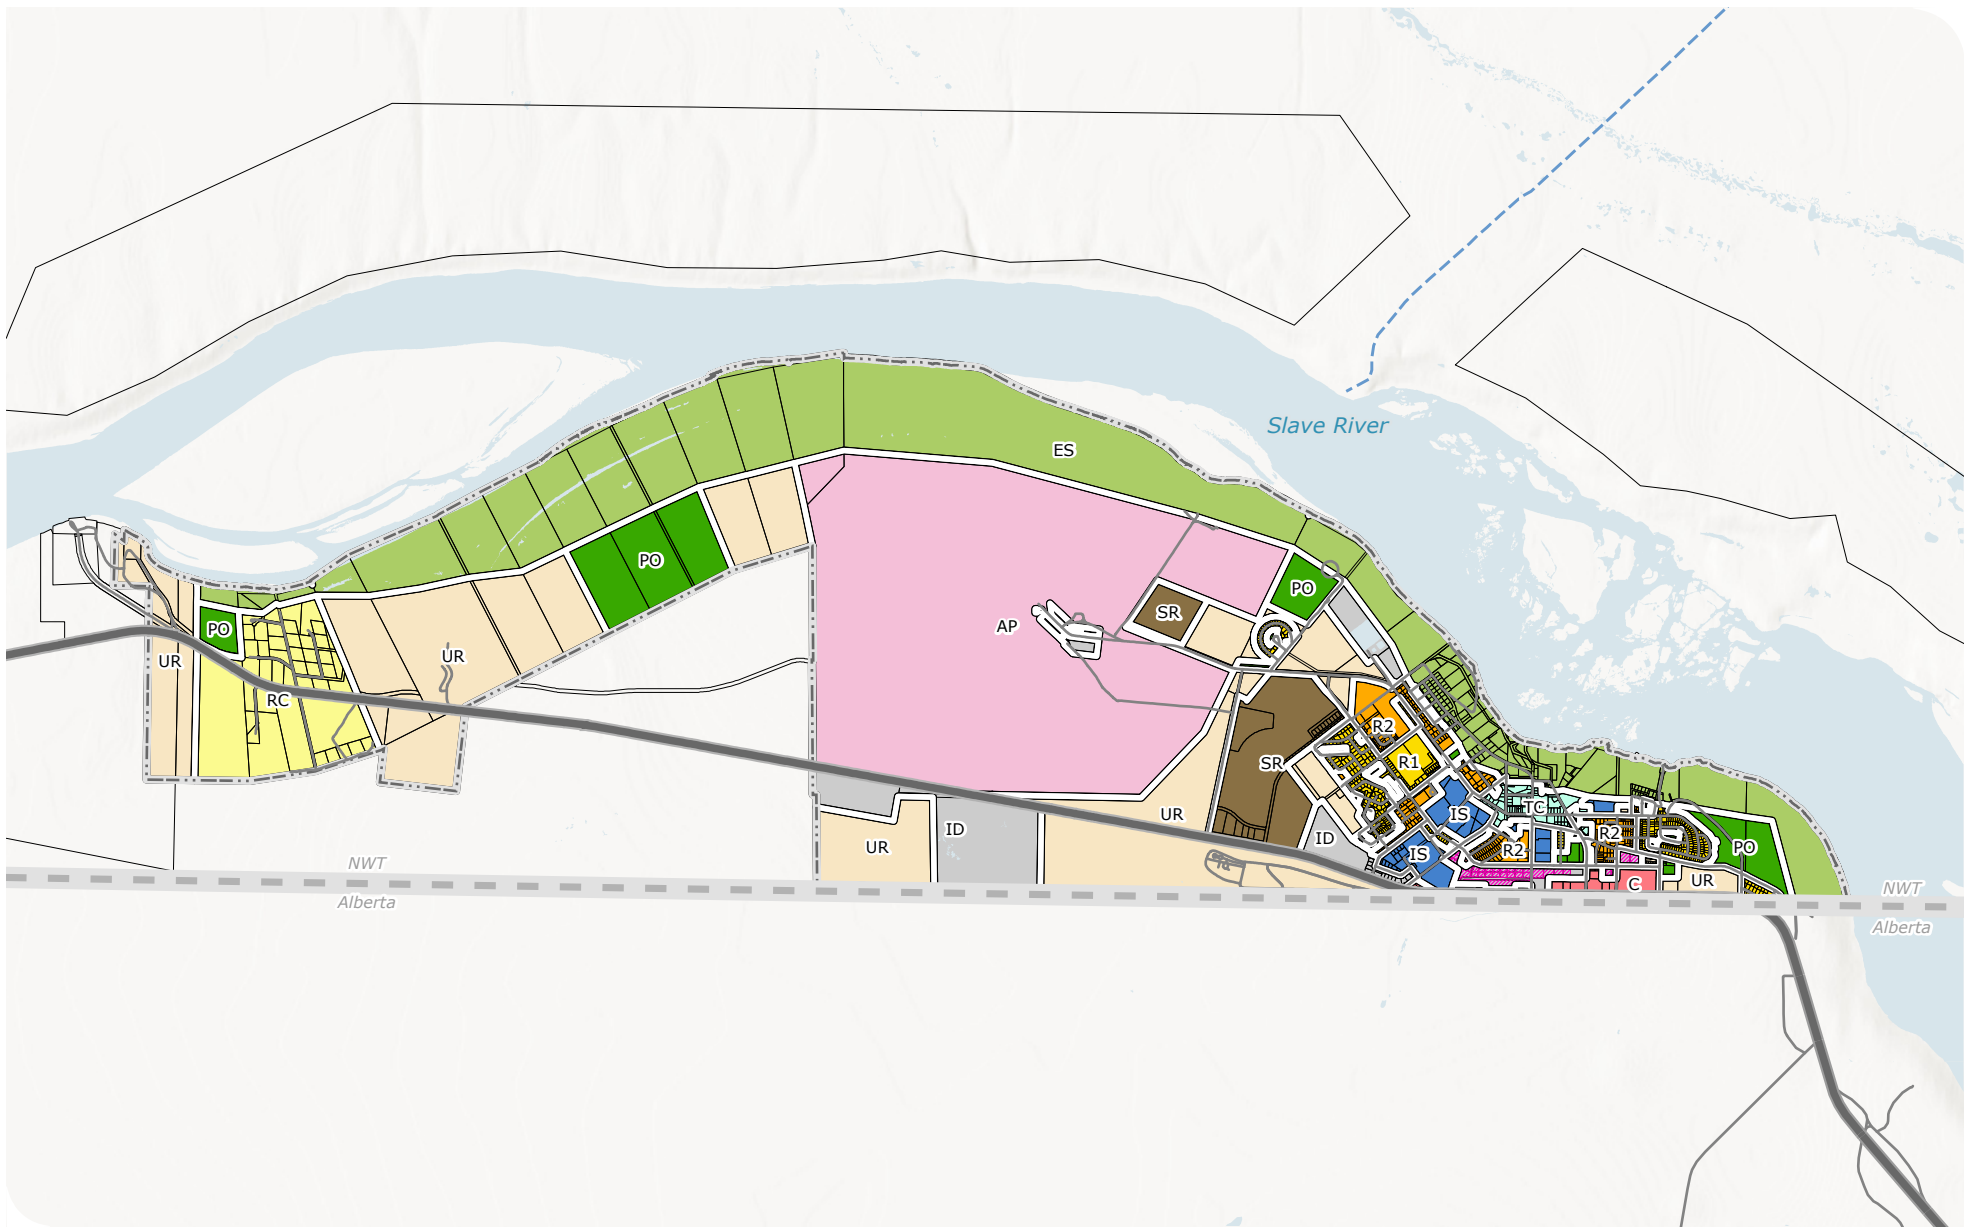 Slave River
ES
PO
PO
SR
AP
PO
UR
UR
RC
R2
R1
SR
IS
TC
UR
ID
ID
R2
UR
R2
IS
PO
C
UR
NWT
Alberta
NWT
Alberta